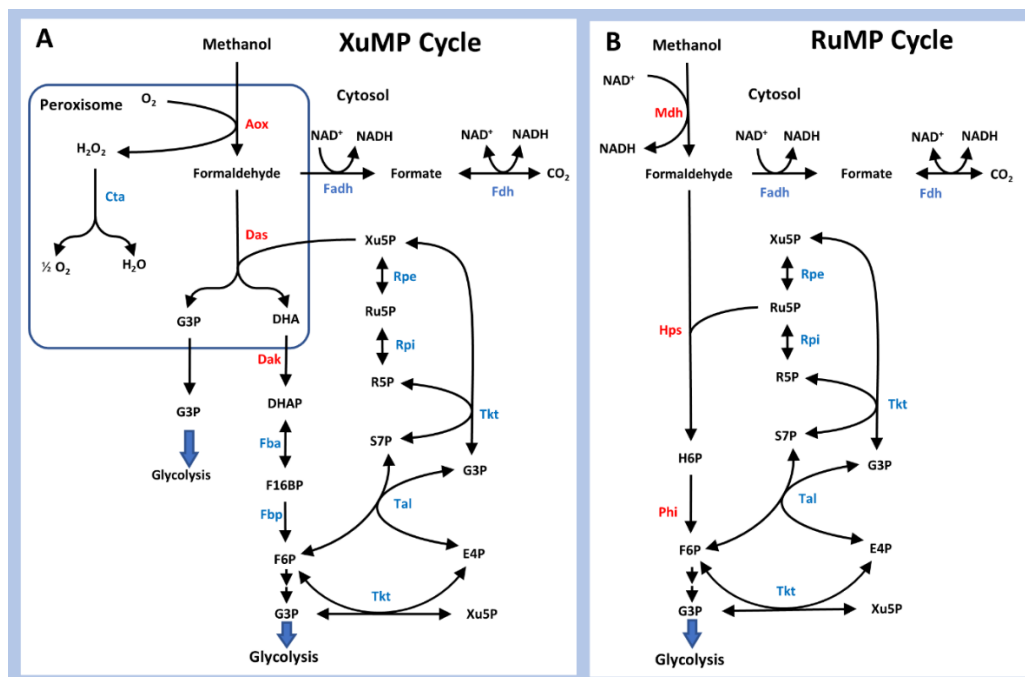 A
XuMP Cycle
Methanol
Peroxisome
O₂
Cytosol
Aox
NAD⁺
NADH
NAD⁺
NADH
H₂O₂
Formaldehyde
Formate
CO₂
Fadh
Fdh
Cta
Das
Xu5P
½ O₂
H₂O
Rpe
G3P
DHA
Ru5P
Dak
Rpi
R5P
G3P
DHAP
Tkt
Fba
S7P
Glycolysis
G3P
F16BP
Fbp
Tal
F6P
E4P
Tkt
G3P
Xu5P
Glycolysis
B
RuMP Cycle
Methanol
NAD⁺
Cytosol
Mdh
NAD⁺
NADH
NAD⁺
NADH
NADH
Formaldehyde
Formate
CO₂
Fadh
Fdh
Xu5P
Rpe
Ru5P
Hps
Rpi
R5P
Tkt
S7P
H6P
G3P
Tal
Phi
F6P
E4P
Tkt
G3P
Xu5P
Glycolysis